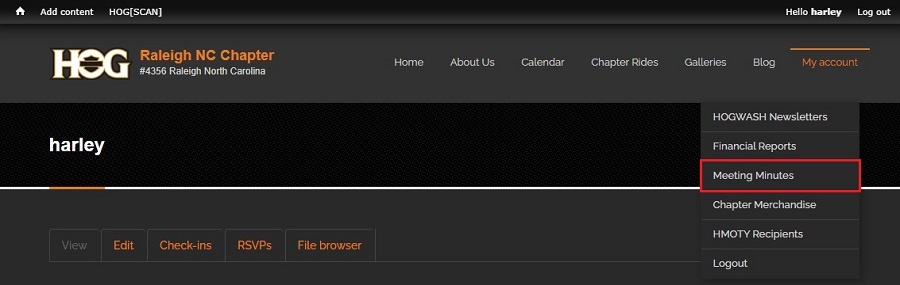 Add content HOG[SCAN] Hello harley Log out
HOG Raleigh NC Chapter
#4356 Raleigh North Carolina
Home About Us Calendar Chapter Rides Galleries Blog My account
HOGWASH Newsletters
Financial Reports
Meeting Minutes
Chapter Merchandise
HMOTY Recipients
Logout
harley
View Edit Check-ins RSVPs File browser